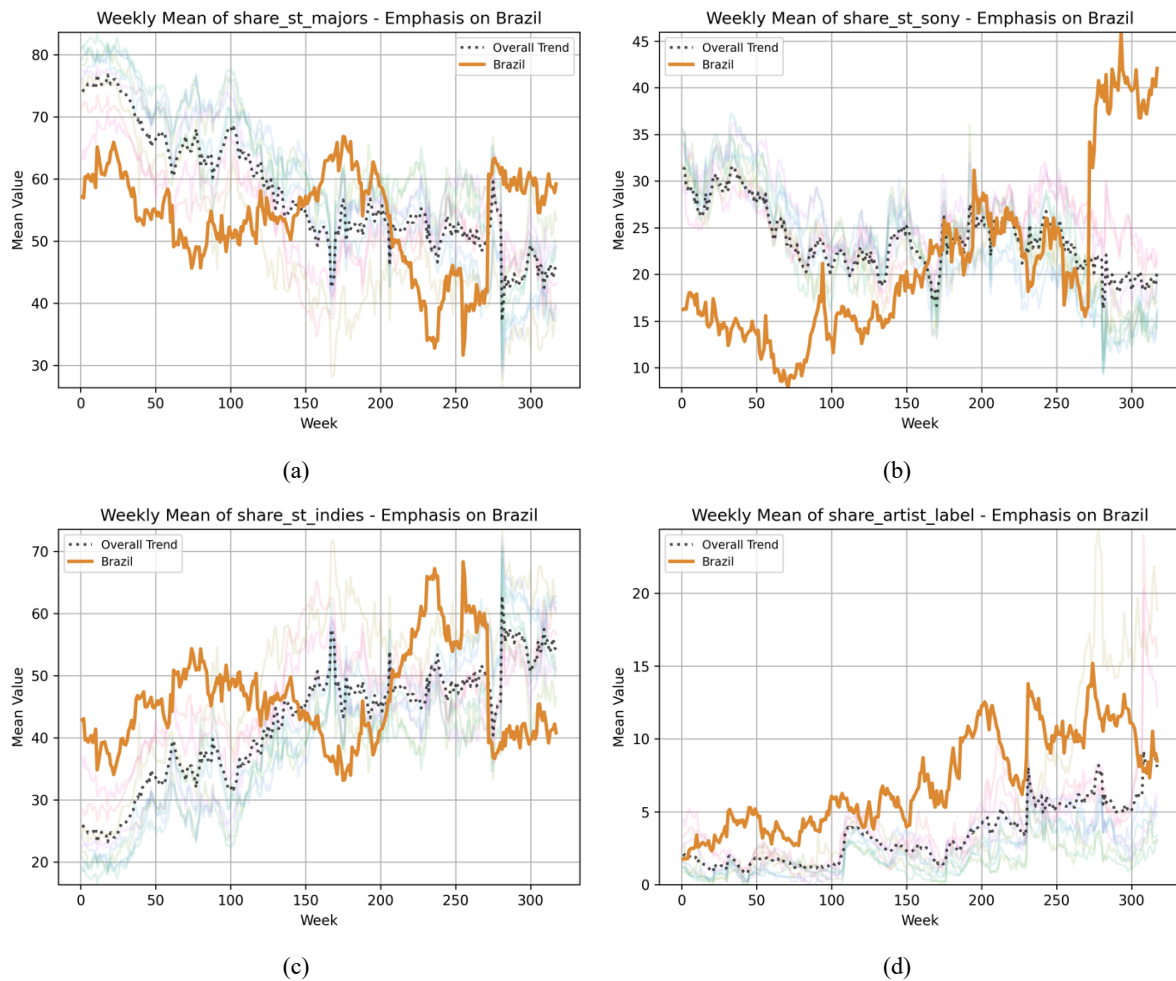 Weekly Mean of share_st_majors - Emphasis on Brazil
Mean Value
80
70
60
50
40
30
Overall Trend
Brazil
0 50 100 150 200 250 300
Week
(a)
Weekly Mean of share_st_sony - Emphasis on Brazil
Mean Value
45
40
35
30
25
20
15
10
Overall Trend
Brazil
0 50 100 150 200 250 300
Week
(b)
Weekly Mean of share_st_indies - Emphasis on Brazil
Mean Value
70
60
50
40
30
20
Overall Trend
Brazil
0 50 100 150 200 250 300
Week
(c)
Weekly Mean of share_artist_label - Emphasis on Brazil
Mean Value
20
15
10
5
0
Overall Trend
Brazil
0 50 100 150 200 250 300
Week
(d)